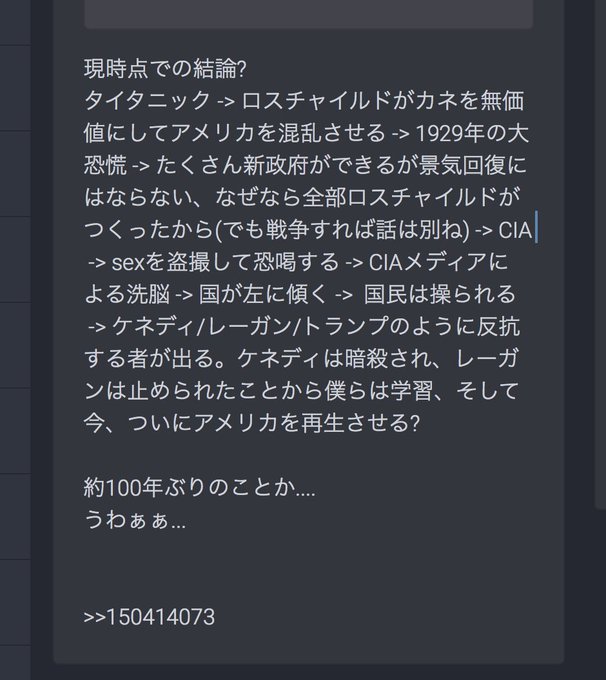 現時点での結論?
タイタニック -> ロスチャイルドがカネを無価
値にしてアメリカを混乱させる -> 1929年の大
恐慌 -> たくさん新政府ができるが景気回復に
はならない、なぜなら全部ロスチャイルドが
つくったから(でも戦争すれば話は別ね) -> CIA
-> sexを盗撮して恐喝する -> CIAメディアに
よる洗脳 -> 国が左に傾く -> 国民は操られる
-> ケネディ/レーガン/トランプのように反抗
する者が出る。ケネディは暗殺され、レーガ
ンは止められたことから僕らは学習、そして
今、ついにアメリカを再生させる?
約100年ぶりのことか....
うわぁぁ...
>>150414073